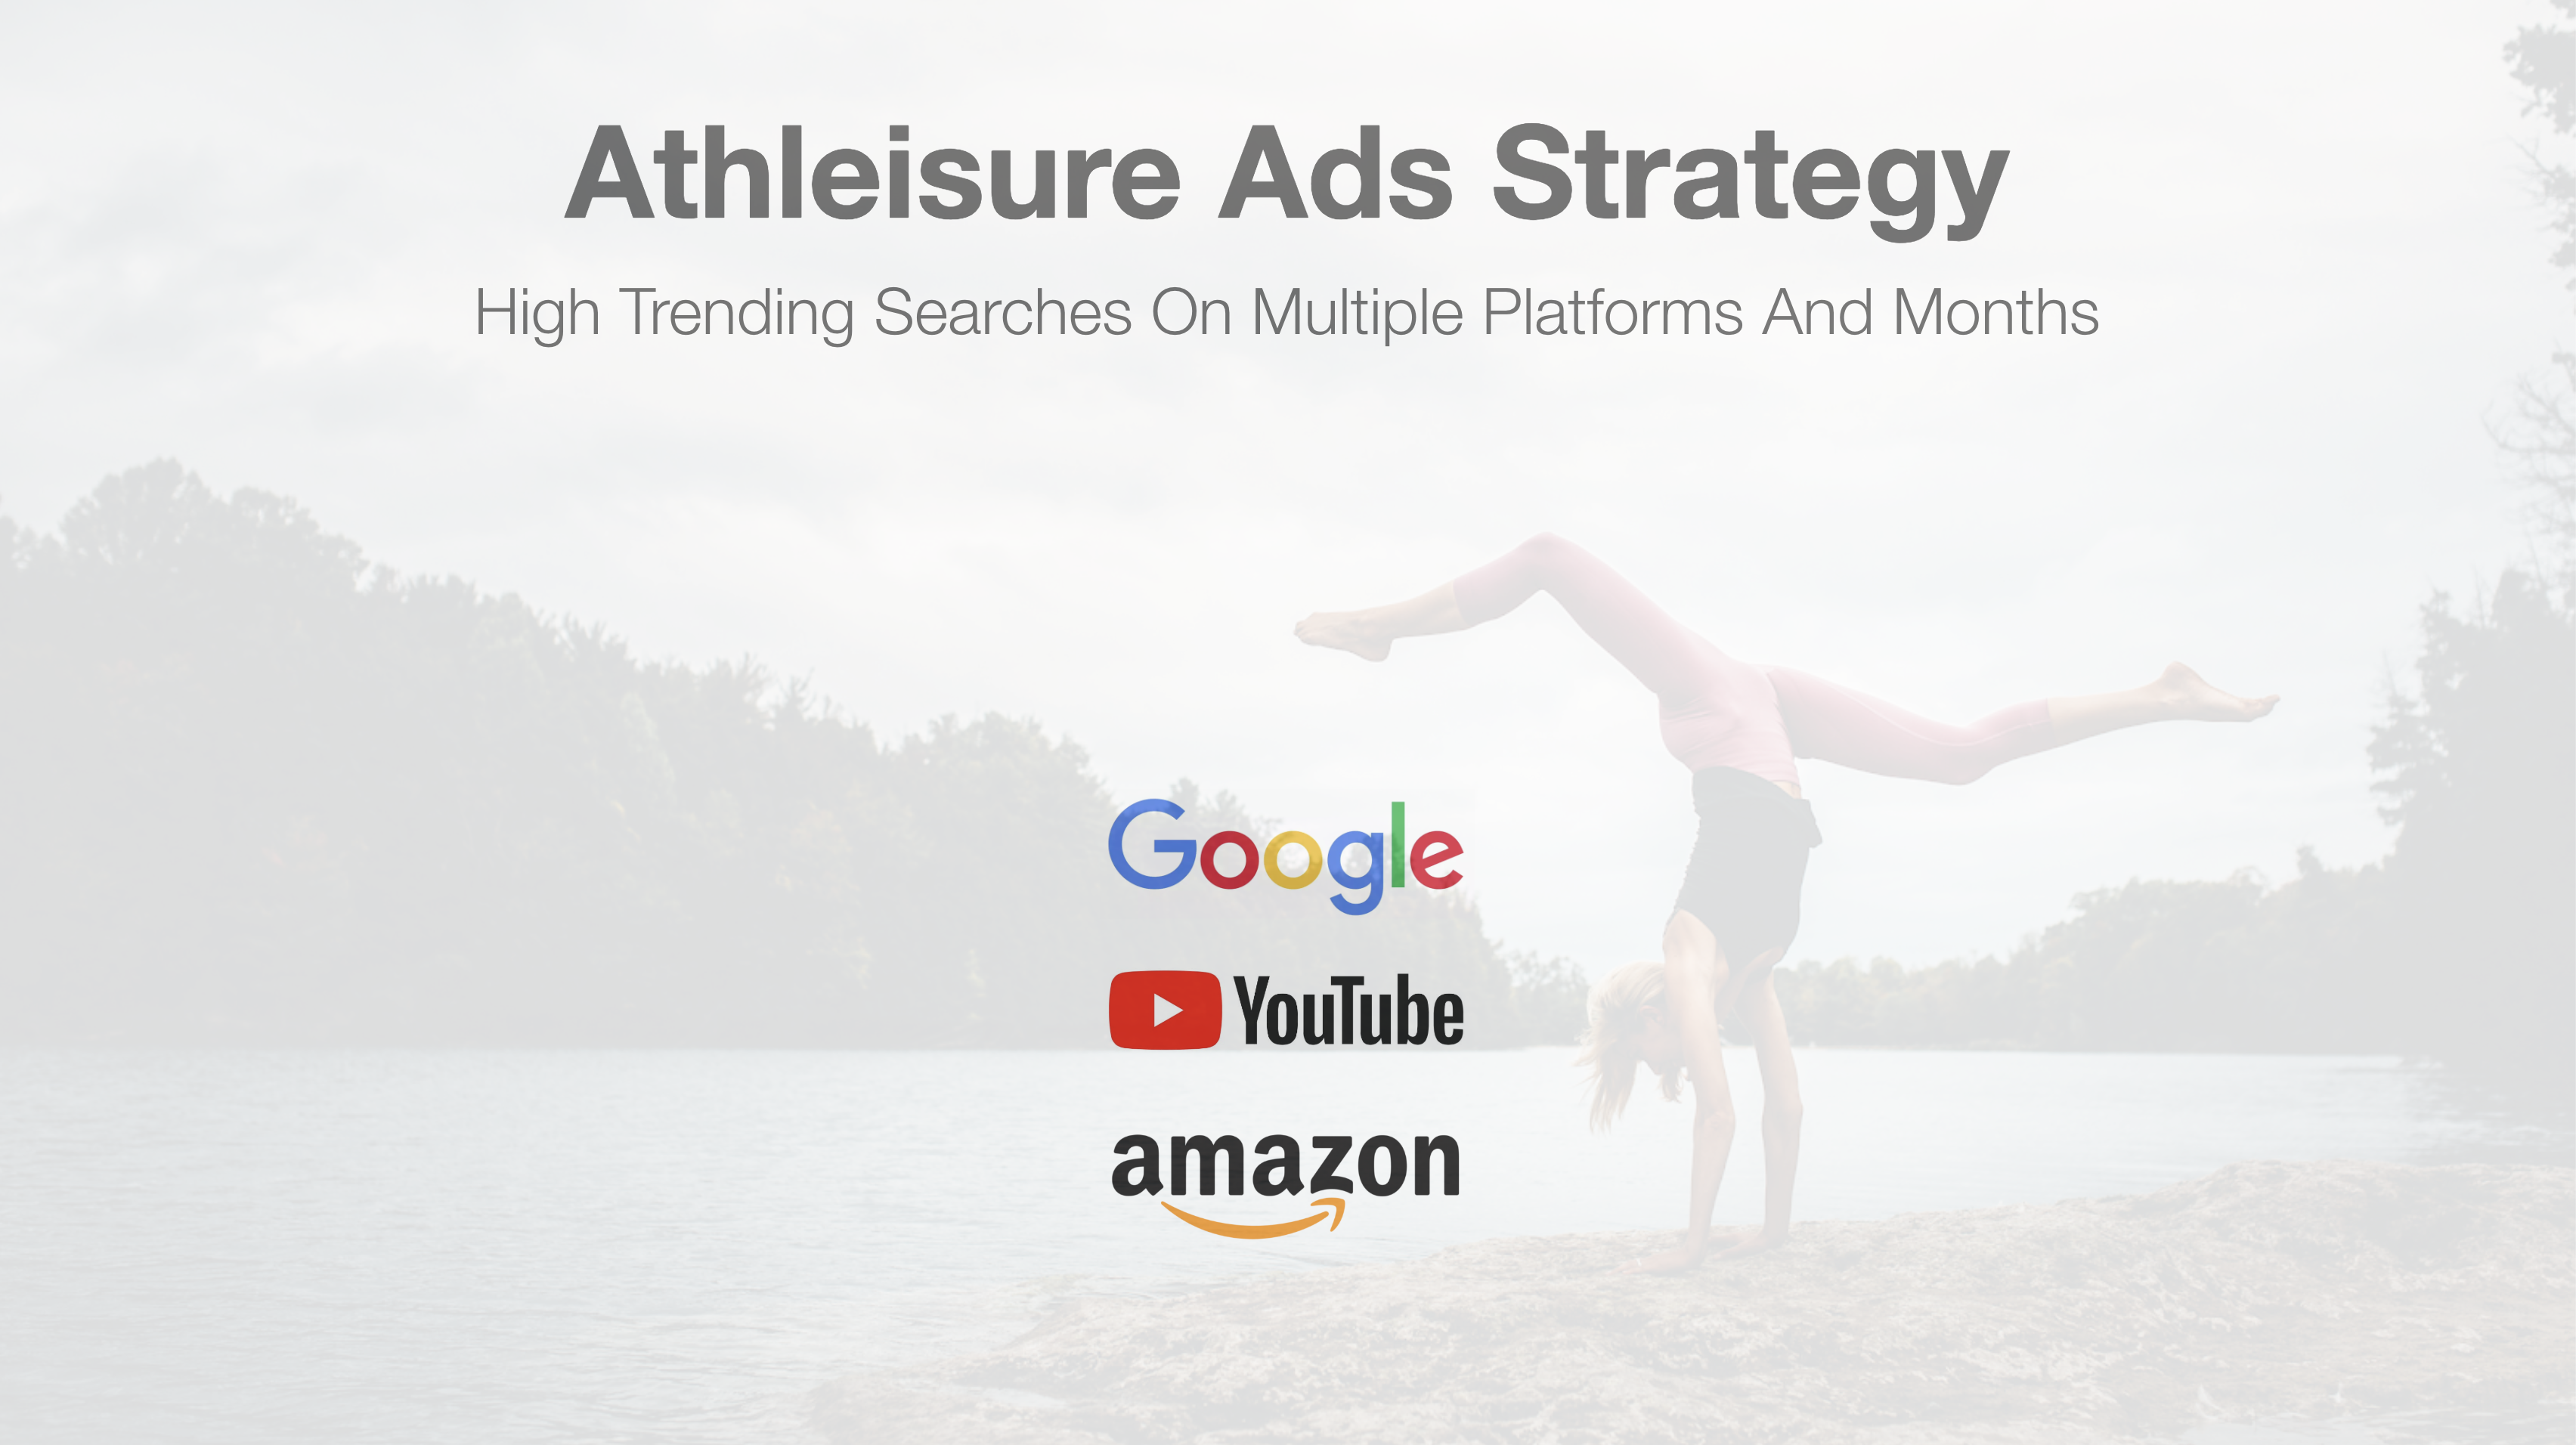 Athleisure Ads Strategy
High Trending Searches On Multiple Platforms And Months
Google
YouTube
amazon